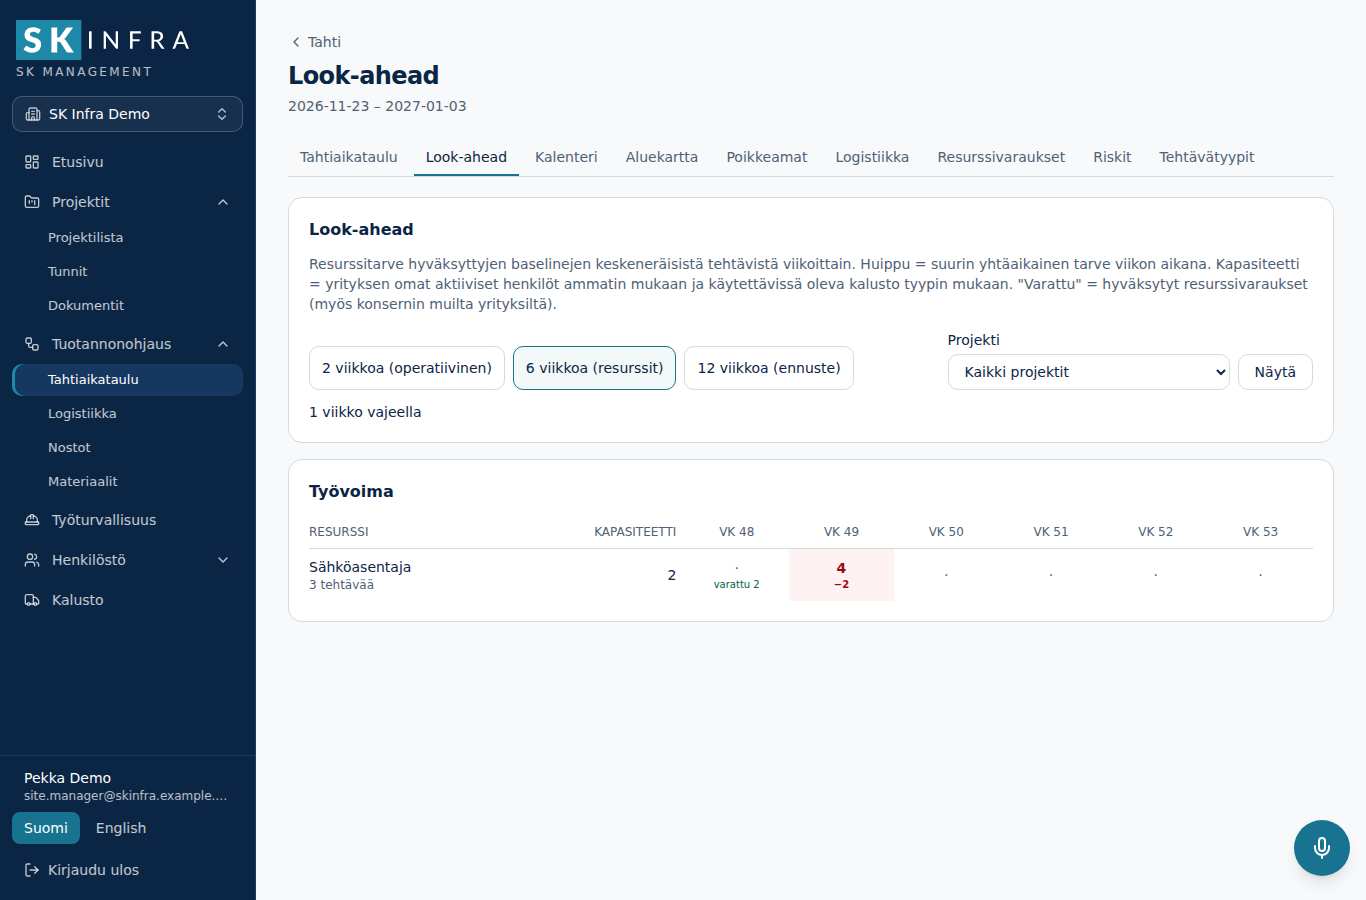 SK INFRA
SK MANAGEMENT
SK Infra Demo
Etusivu
Projektit
Projektilista
Tunnit
Dokumentit
Tuotannonohjaus
Tahtiaikataulu
Logistiikka
Nostot
Materiaalit
Työturvallisuus
Henkilöstö
Kalusto
Pekka Demo
site.manager@skinfra.example....
Suomi English
Kirjaudu ulos
Tahti
Look-ahead
2026-11-23 – 2027-01-03
Tahtiaikataulu Look-ahead Kalenteri Aluekartta Poikkeamat Logistiikka Resurssivaraukset Riskit Tehtävätyypit
Look-ahead
Resurssitarve hyväksyttyjen baselinejen keskeneräisistä tehtävistä viikoittain. Huippu = suurin yhtäaikainen tarve viikon aikana. Kapasiteetti
= yrityksen omat aktiiviset henkilöt ammatin mukaan ja käytettävissä oleva kalusto tyypin mukaan. "Varattu" = hyväksytyt resurssivaraukset
(myös konsernin muilta yrityksiltä).
Projekti
2 viikkoa (operatiivinen) 6 viikkoa (resurssit) 12 viikkoa (ennuste) Kaikki projektit Näytä
1 viikko vajeella
Työvoima
RESURSSI KAPASITEETTI VK 48 VK 49 VK 50 VK 51 VK 52 VK 53
Sähköasentaja 2 · 4 · · · ·
3 tehtävää varattu 2 −2